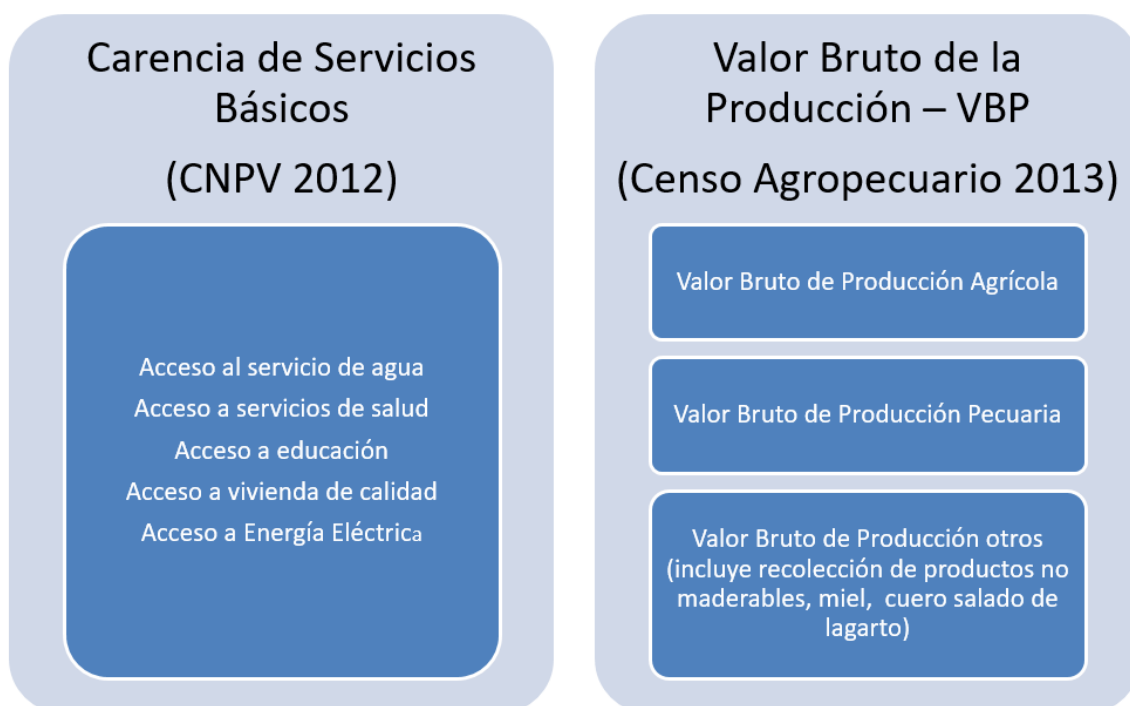 Carencia de Servicios
Básicos
(CNPV 2012)
Acceso al servicio de agua
Acceso a servicios de salud
Acceso a educación
Acceso a vivienda de calidad
Acceso a Energía Eléctrica
Valor Bruto de la
Producción – VBP
(Censo Agropecuario 2013)
Valor Bruto de Producción Agrícola
Valor Bruto de Producción Pecuaria
Valor Bruto de Producción otros
(incluye recolección de productos no
maderables, miel, cuero salado de
lagarto)